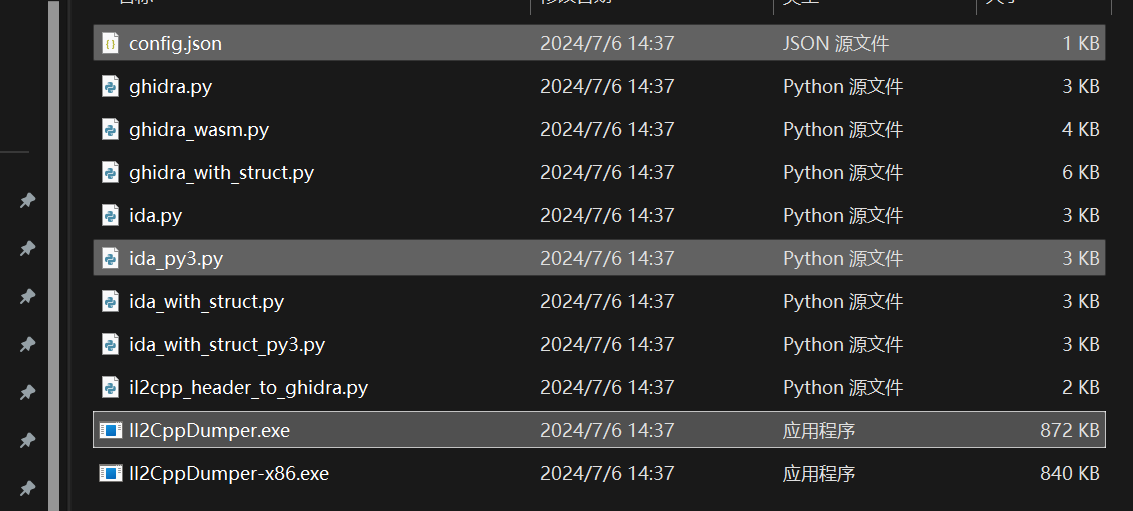 config.json 2024/7/6 14:37 JSON 源文件 1 KB
ghidra.py 2024/7/6 14:37 Python 源文件 3 KB
ghidra_wasm.py 2024/7/6 14:37 Python 源文件 4 KB
ghidra_with_struct.py 2024/7/6 14:37 Python 源文件 6 KB
ida.py 2024/7/6 14:37 Python 源文件 3 KB
ida_py3.py 2024/7/6 14:37 Python 源文件 3 KB
ida_with_struct.py 2024/7/6 14:37 Python 源文件 3 KB
ida_with_struct_py3.py 2024/7/6 14:37 Python 源文件 3 KB
il2cpp_header_to_ghidra.py 2024/7/6 14:37 Python 源文件 2 KB
Il2CppDumper.exe 2024/7/6 14:37 应用程序 872 KB
Il2CppDumper-x86.exe 2024/7/6 14:37 应用程序 840 KB